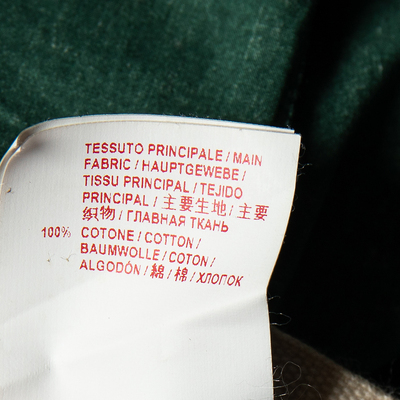 TESSUTO PRINCIPALE / MAIN
FABRIC / HAUPTGEWEBE /
TISSU PRINCIPAL / TEJIDO
PRINCIPAL / 主要生地 / 主要
织物 / ГЛАВНАЯ ТКАНЬ
100% COTONE / COTTON /
BAUMWOLLE / COTON /
ALGODÓN / 綿 / 棉 / ХЛОПОК